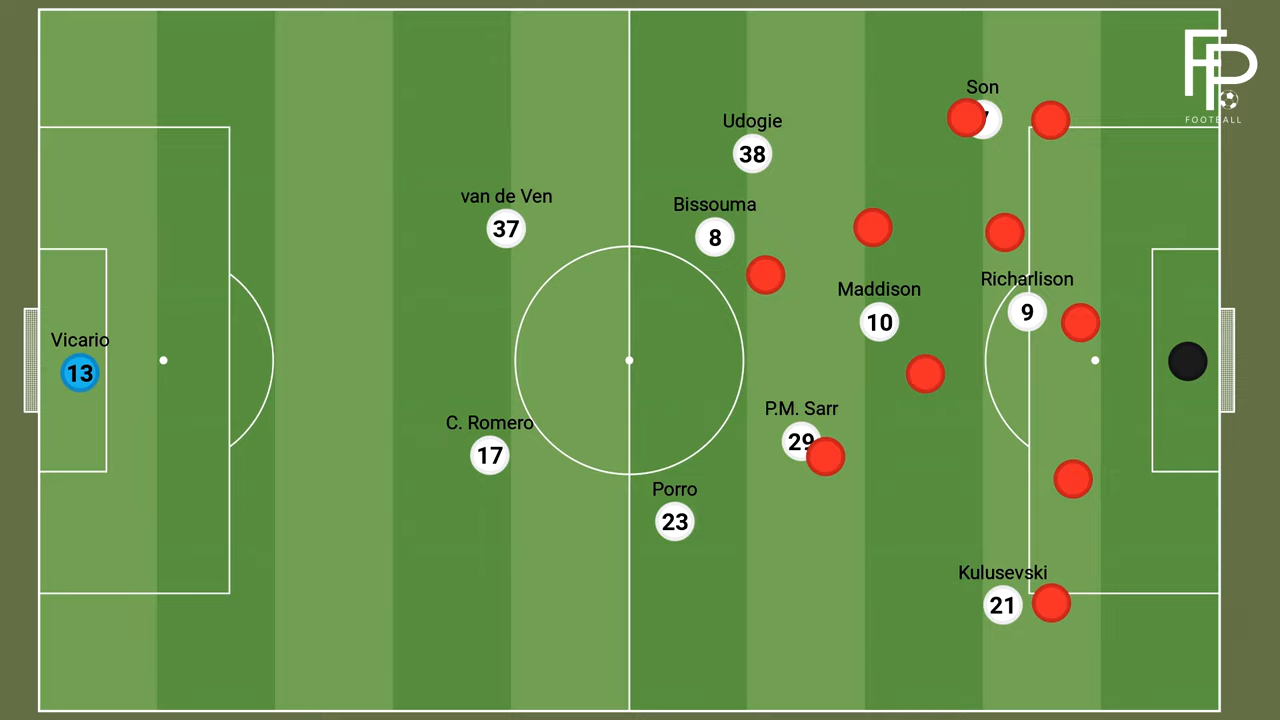 FP
FOOTBALL
Son
7
Udogie
38
van de Ven
37
Bissouma
8
Richarlison
9
Maddison
10
Vicario
13
P.M. Sarr
29
C. Romero
17
Porro
23
Kulusevski
21